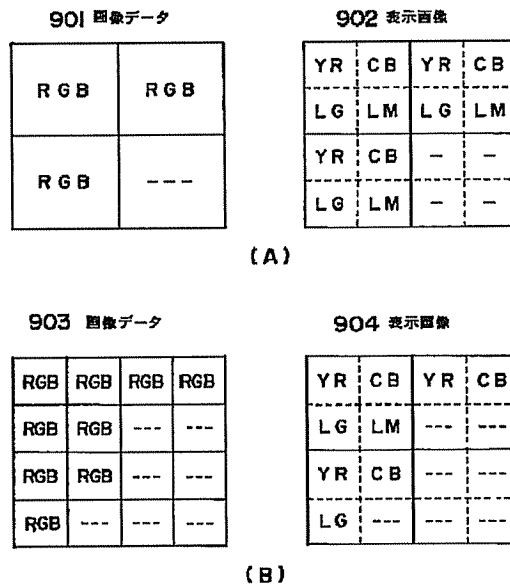 901 画像データ 902 表示画像
RGB RGB YR CB YR CB
LG LM LG LM
RGB --- YR CB - -
LG LM - -
(A)
903 画像データ 904 表示画像
RGB RGB RGB RGB YR CB YR CB
RGB RGB --- --- LG LM --- ---
RGB RGB --- --- YR CB --- ---
RGB --- --- --- LG --- --- ---
(B)